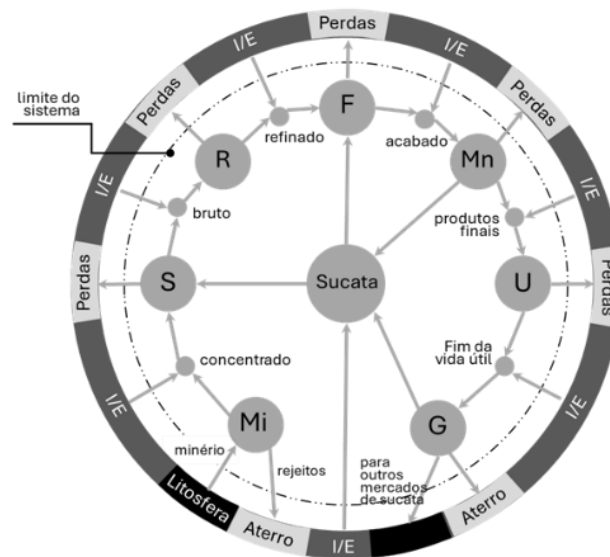 I/E
Perdas
I/E
Perdas
F
Perdas
limite do
sistema
refinado
acabado
R
Mn
I/E
I/E
bruto
produtos
finais
Perdas
S
Sucata
U
Perdas
concentrado
Fim da
vida útil
I/E
I/E
Mi
G
minério
rejeitos
para
outros
mercados
de sucata
Litosfera
Aterro
I/E
Aterro